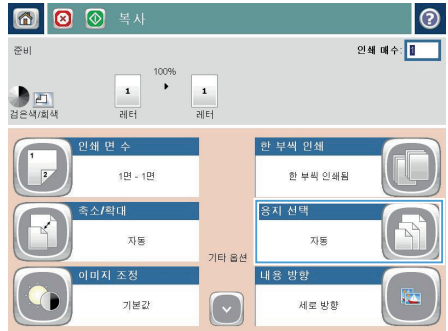 복사
준비
인쇄 매수: 1
100%
1 1
검은색/회색 레터 레터
인쇄 면 수
1
2
1면 - 1면
한 부씩 인쇄
한 부씩 인쇄됨
축소/확대
자동
용지 선택
자동
기타 옵션
이미지 조정
기본값
내용 방향
세로 방향